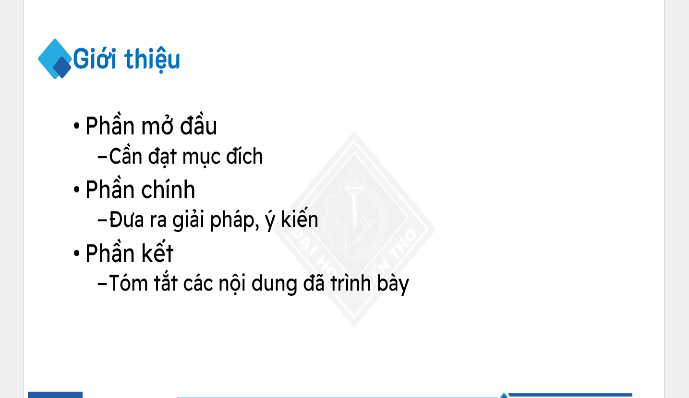 Giới thiệu
• Phần mở đầu
–Cần đạt mục đích
• Phần chính
–Đưa ra giải pháp, ý kiến
• Phần kết
–Tóm tắt các nội dung đã trình bày